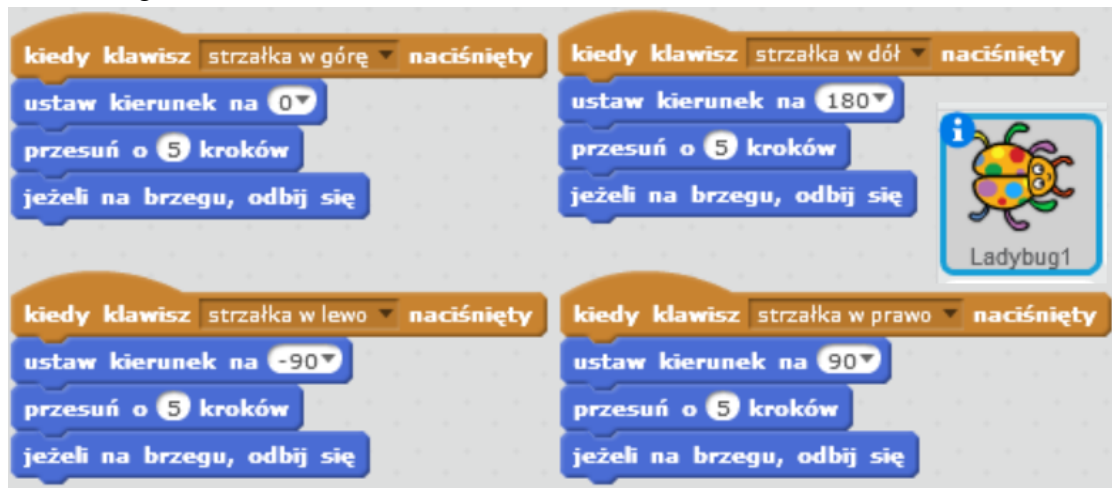 kiedy klawisz strzałka w górę naciśnięty
ustaw kierunek na 0
przesuń o 5 kroków
jeżeli na brzegu, odbij się
kiedy klawisz strzałka w dół naciśnięty
ustaw kierunek na 180
przesuń o 5 kroków
jeżeli na brzegu, odbij się
i
Ladybug1
kiedy klawisz strzałka w lewo naciśnięty
ustaw kierunek na -90
przesuń o 5 kroków
jeżeli na brzegu, odbij się
kiedy klawisz strzałka w prawo naciśnięty
ustaw kierunek na 90
przesuń o 5 kroków
jeżeli na brzegu, odbij się